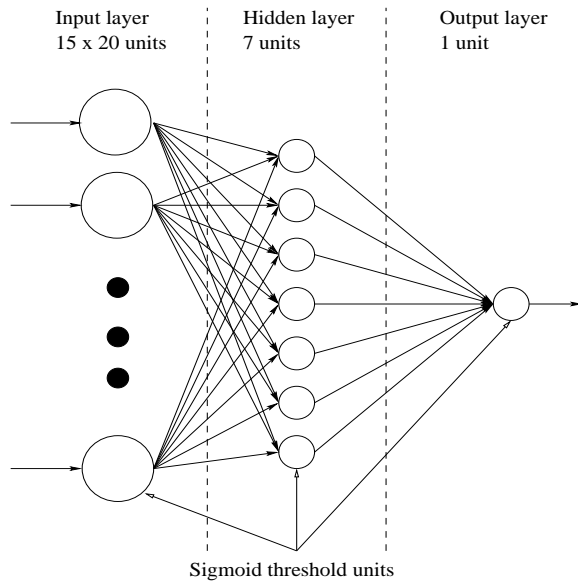 Input layer
15 x 20 units
Hidden layer
7 units
Output layer
1 unit
Sigmoid threshold units